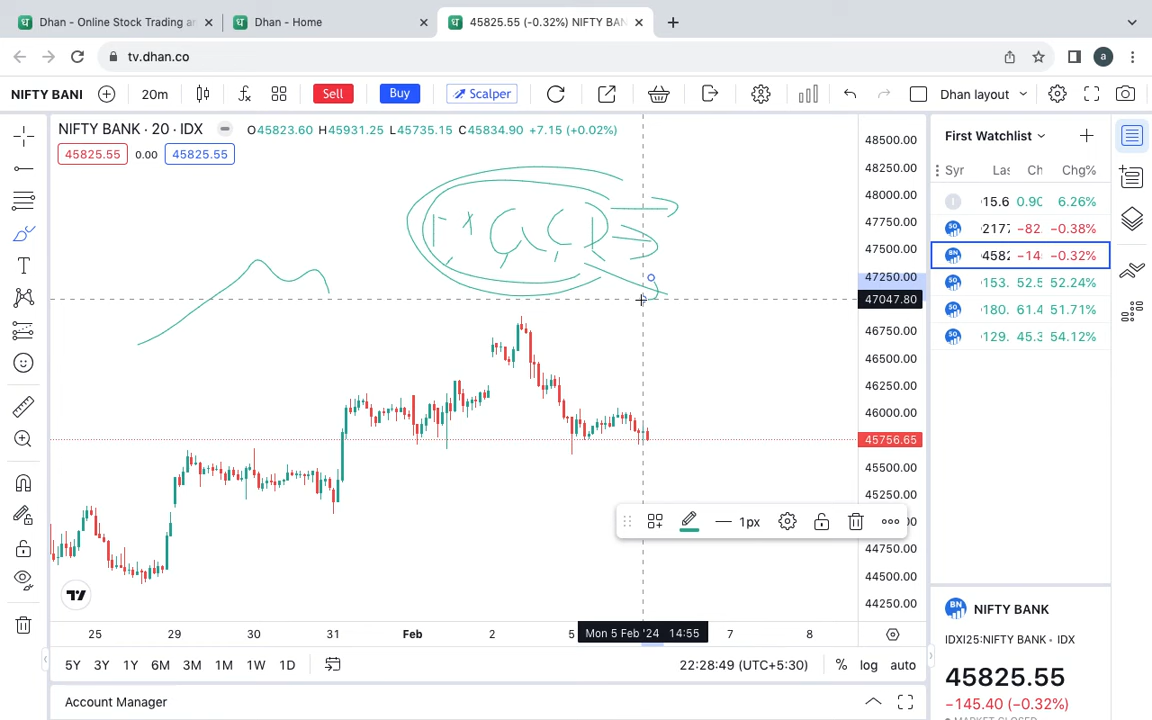 Dhan - Online Stock Trading an
Dhan - Home
45825.55 (-0.32%) NIFTY BAN
tv.dhan.co
a
NIFTY BANI 20m Sell Buy Scalper Dhan layout
NIFTY BANK · 20 · IDX O45823.60 H45931.25 L45735.15 C45834.90 +7.15 (+0.02%)
45825.55 0.00 45825.55
48500.00
48250.00
48000.00
47750.00
47500.00
47250.00
47047.80
46750.00
46500.00
46250.00
46000.00
45756.65
45500.00
45250.00
44750.00
44500.00
44250.00
1px
25 29 30 31 Feb 2 5 Mon 5 Feb '24 14:55 7 8
5Y 3Y 1Y 6M 3M 1M 1W 1D 22:28:49 (UTC+5:30) % log auto
Account Manager
First Watchlist
Syr Las Ch Chg%
I 15.6 0.90 6.26% 
2177 −82. −0.38%
BN 4582 −14 −0.32%
153. 52.5 52.24%
180. 61.4 51.71%
129. 45.3 54.12%
BN NIFTY BANK
IDXI25:NIFTY BANK · IDX
45825.55
−145.40 (−0.32%)
MARKET CLOSED